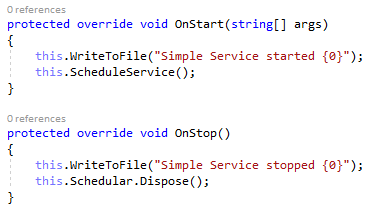 0 references
protected override void OnStart(string[] args)
{
    this.WriteToFile("Simple Service started {0}");
    this.ScheduleService();
}
0 references
protected override void OnStop()
{
    this.WriteToFile("Simple Service stopped {0}");
    this.Schedular.Dispose();
}